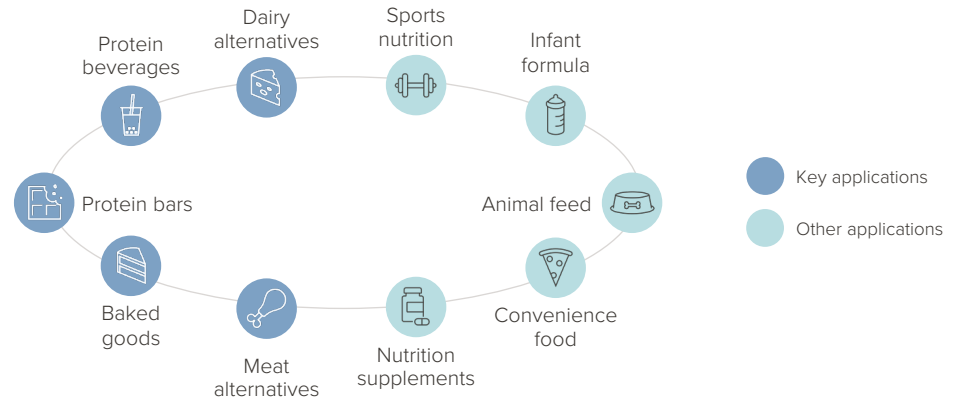 Dairy
alternatives
Sports
nutrition
Protein
beverages
Infant
formula
Protein bars
Animal feed
Key applications
Other applications
Baked
goods
Convenience
food
Meat
alternatives
Nutrition
supplements